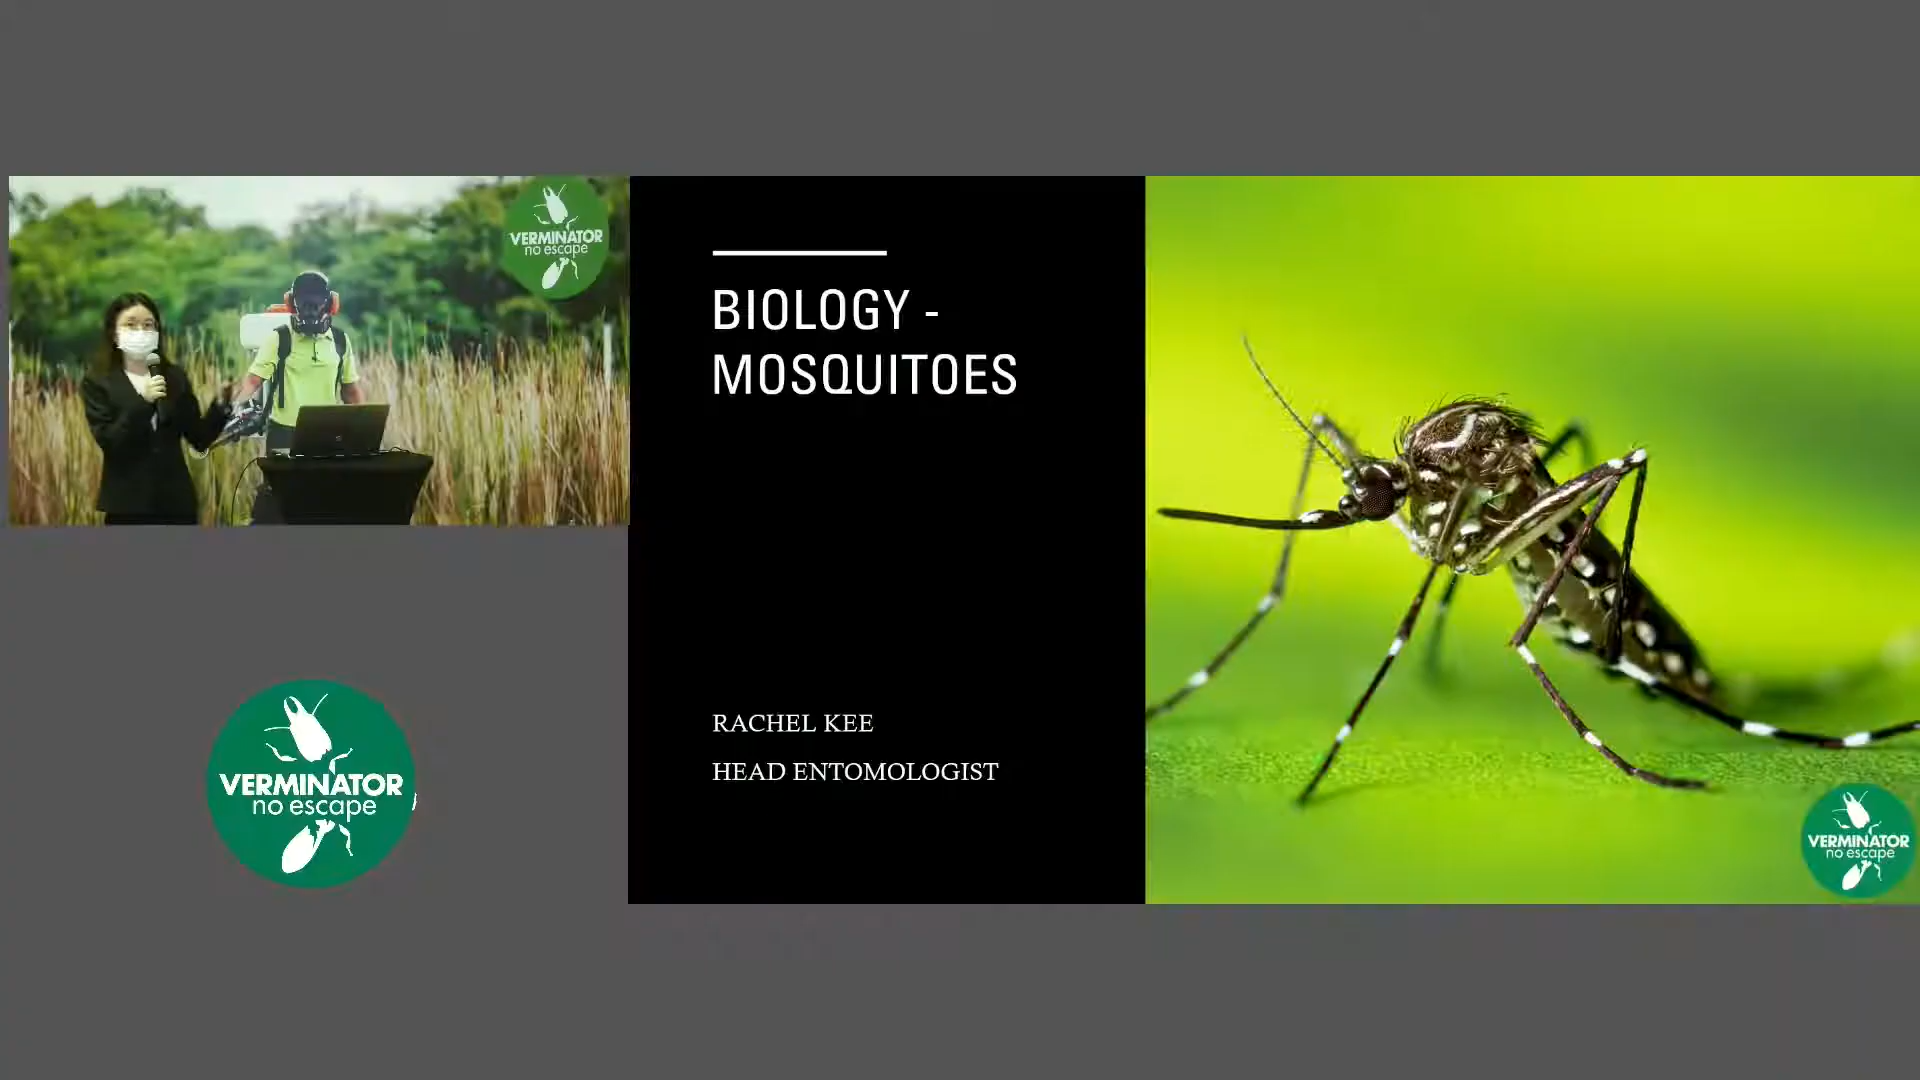 VERMINATOR
no escape
BIOLOGY -
MOSQUITOES
RACHEL KEE
HEAD ENTOMOLOGIST
VERMINATOR
no escape
VERMINATOR
no escape